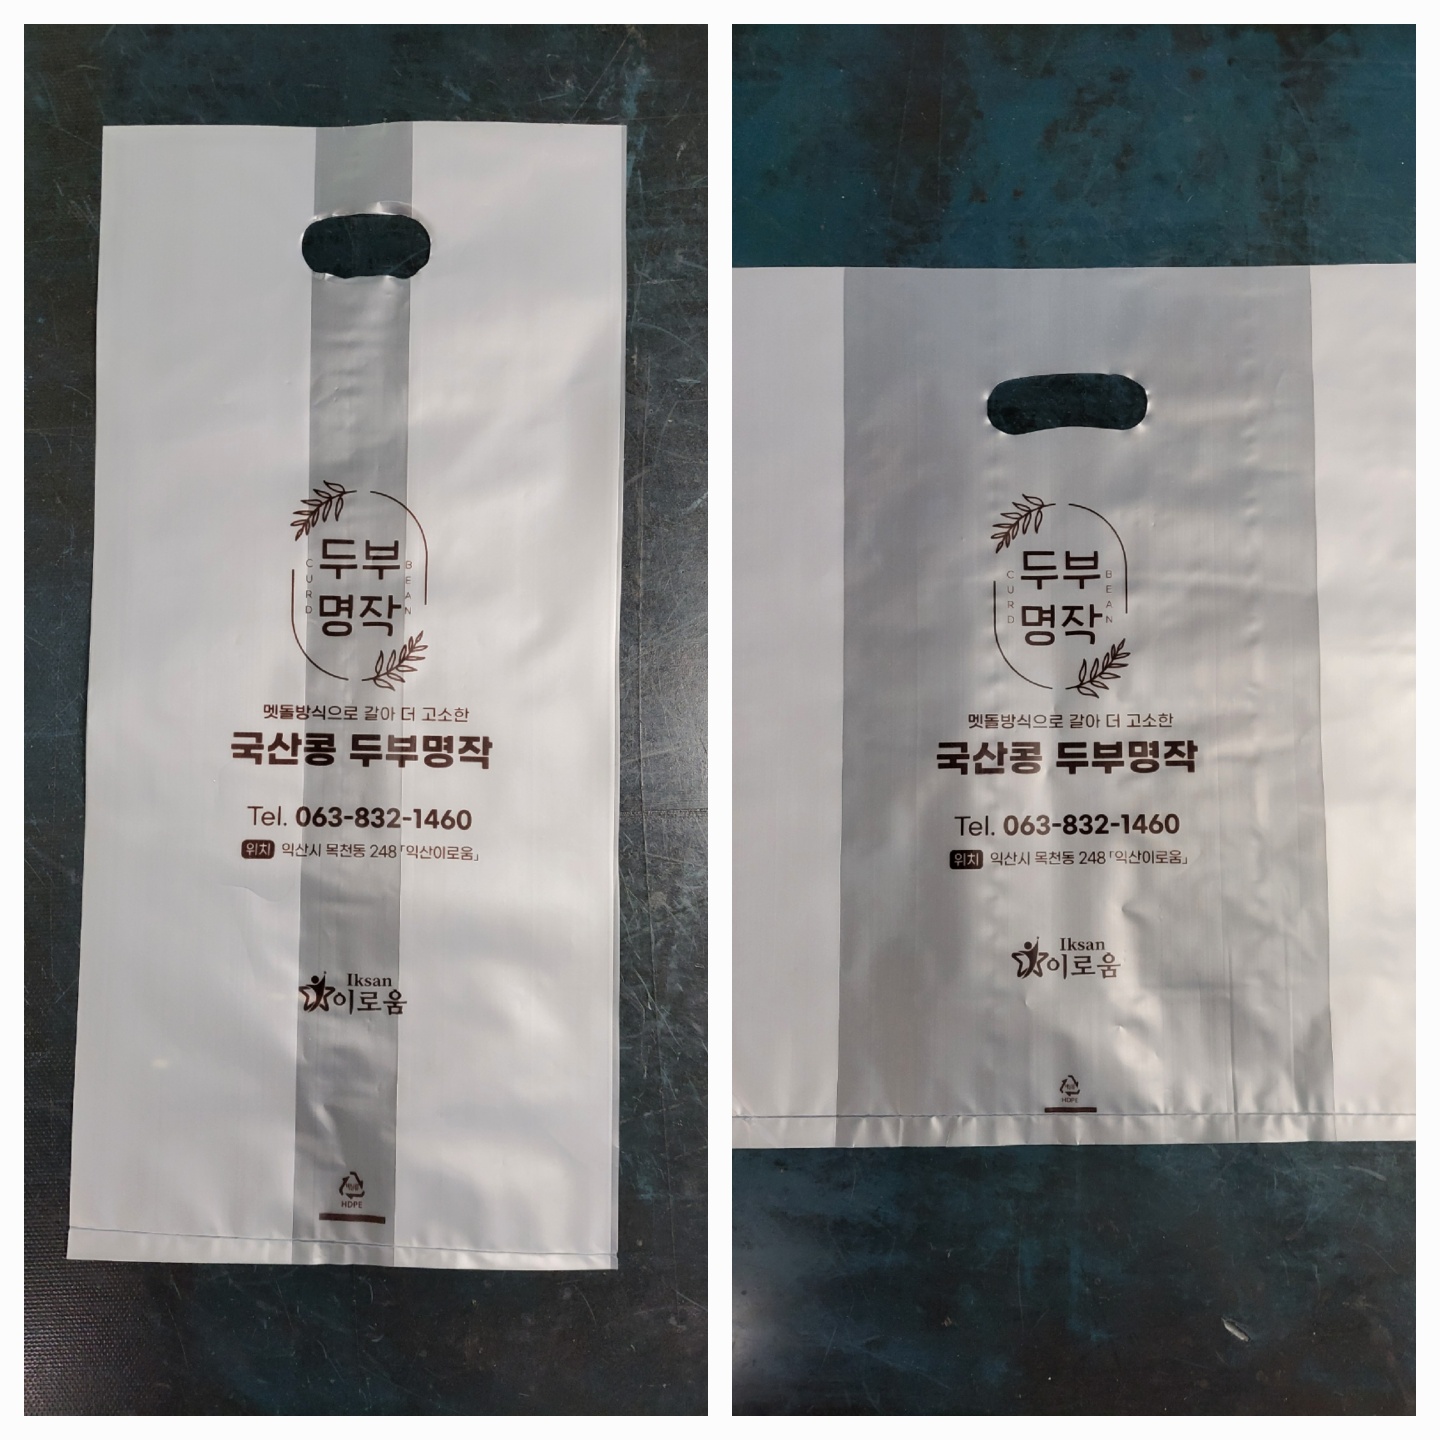 두부
명작
CURD
BEAN
멧돌방식으로 갈아 더 고소한
국산콩 두부명작
Tel. 063-832-1460
위치 익산시 목천동 248 「익산이로움」
Iksan
이로움
HDPE
두부
명작
CURD
BEAN
멧돌방식으로 갈아 더 고소한
국산콩 두부명작
Tel. 063-832-1460
위치 익산시 목천동 248 「익산이로움」
Iksan
이로움
HDPE